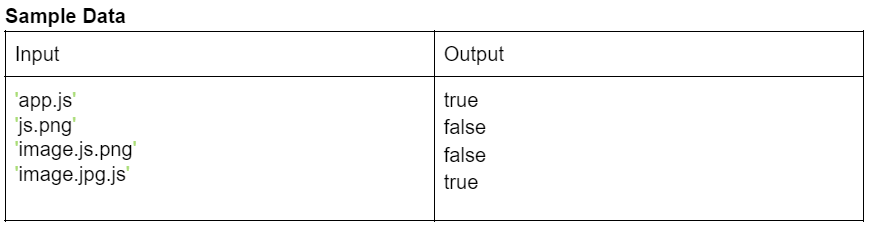 Sample Data
Input Output
'app.js' true
'js.png' false
'image.js.png' false
'image.jpg.js' true